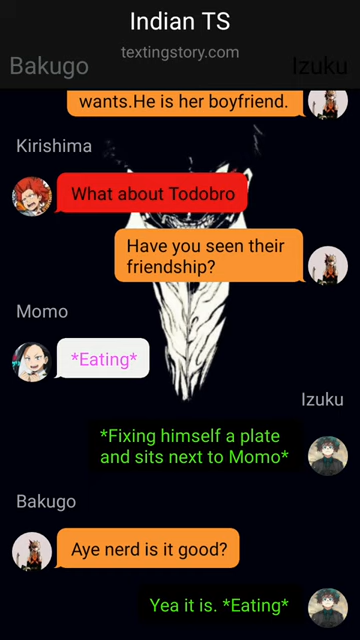 Indian TS
textingstory.com
Bakugo
Izuku
wants.He is her boyfriend.
Kirishima
What about Todobro
Have you seen their
friendship?
Momo
*Eating*
Izuku
*Fixing himself a plate
and sits next to Momo*
Bakugo
Aye nerd is it good?
Yea it is. *Eating*